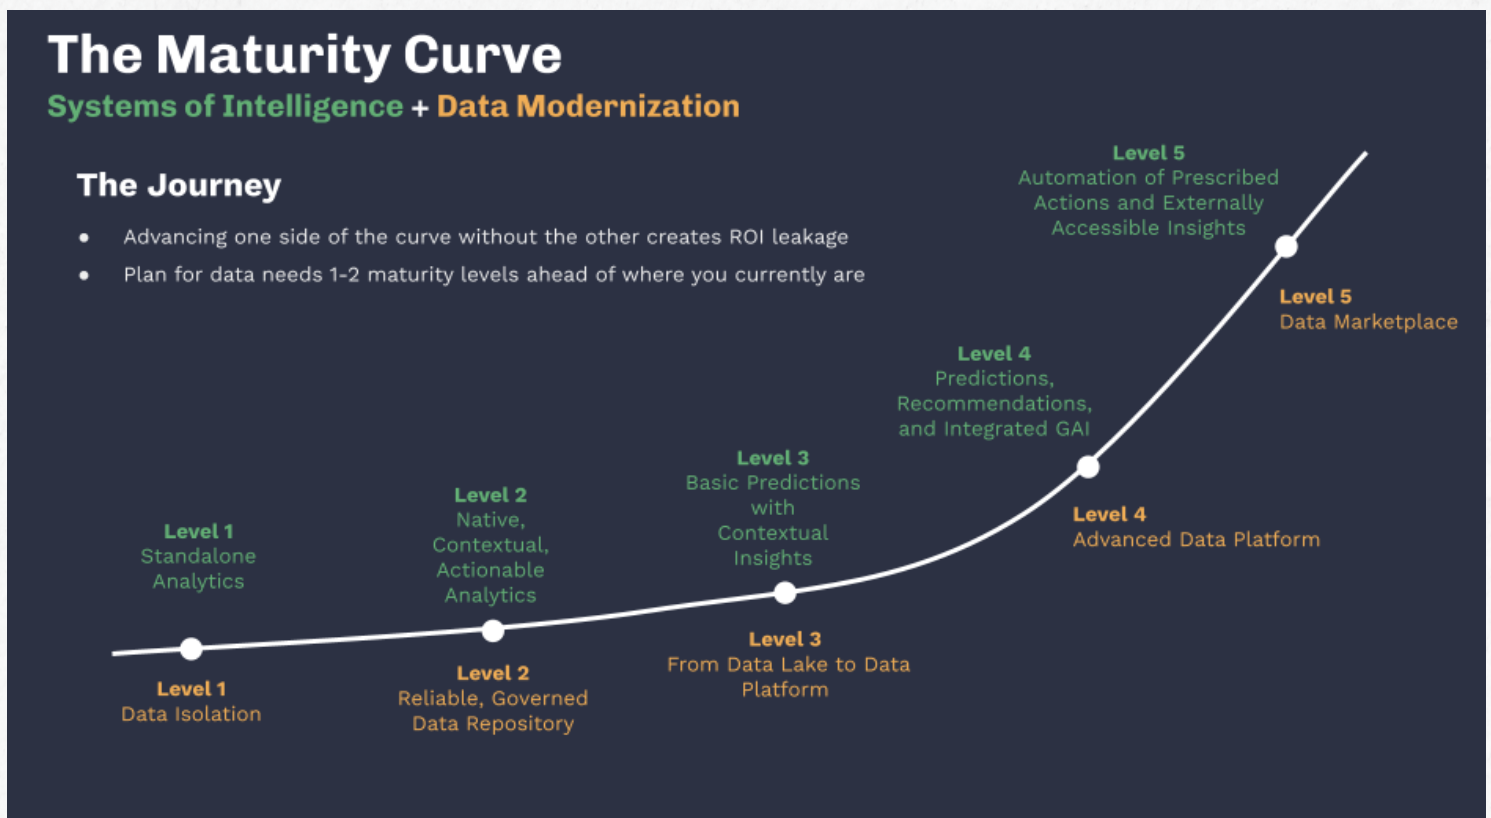 The Maturity Curve
Systems of Intelligence + Data Modernization
The Journey
● Advancing one side of the curve without the other creates ROI leakage
● Plan for data needs 1-2 maturity levels ahead of where you currently are
Level 1
Standalone
Analytics
Level 1
Data Isolation
Level 2
Native,
Contextual,
Actionable
Analytics
Level 2
Reliable, Governed
Data Repository
Level 3
Basic Predictions
with
Contextual
Insights
Level 3
From Data Lake to Data
Platform
Level 4
Predictions,
Recommendations,
and Integrated GAI
Level 4
Advanced Data Platform
Level 5
Automation of Prescribed
Actions and Externally
Accessible Insights
Level 5
Data Marketplace